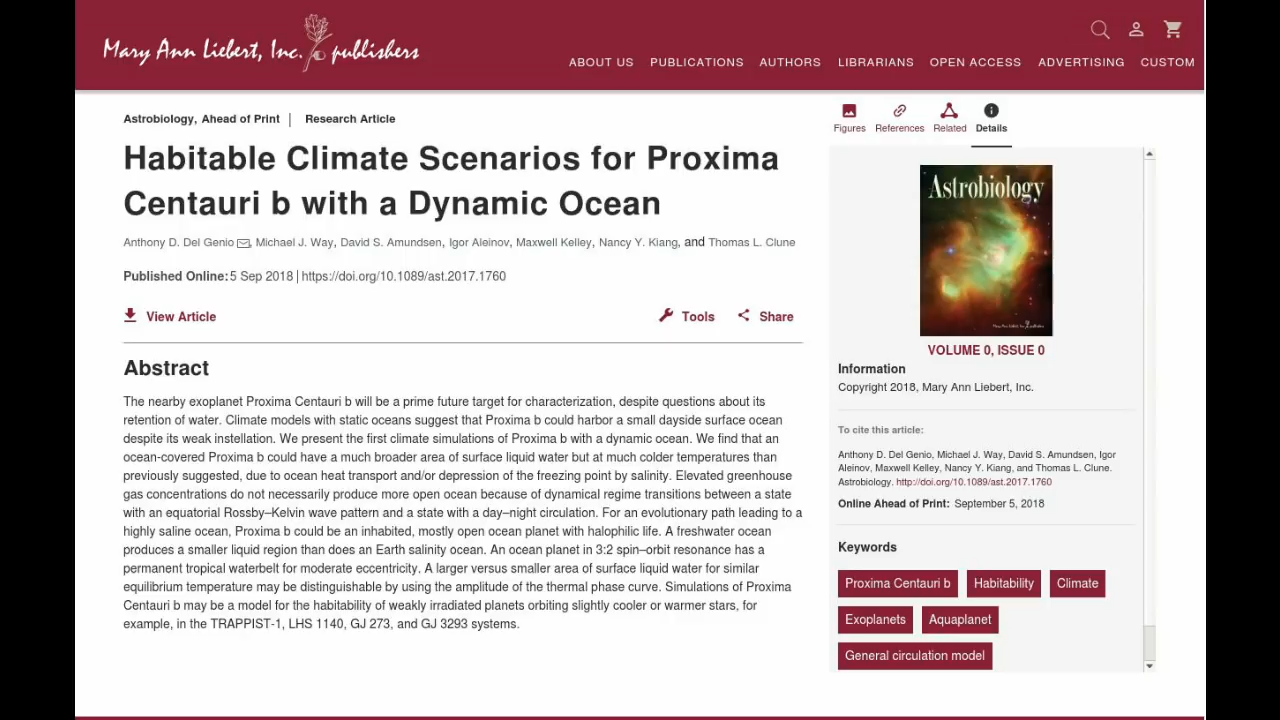 Mary Ann Liebert, Inc. publishers
ABOUT US PUBLICATIONS AUTHORS LIBRARIANS OPEN ACCESS ADVERTISING CUSTOM
Astrobiology, Ahead of Print | Research Article
Habitable Climate Scenarios for Proxima
Centauri b with a Dynamic Ocean
Anthony D. Del Genio, Michael J. Way, David S. Amundsen, Igor Aleinov, Maxwell Kelley, Nancy Y. Kiang, and Thomas L. Clune
Published Online: 5 Sep 2018 | https://doi.org/10.1089/ast.2017.1760
View Article Tools Share
Abstract
The nearby exoplanet Proxima Centauri b will be a prime future target for characterization, despite questions about its
retention of water. Climate models with static oceans suggest that Proxima b could harbor a small dayside surface ocean
despite its weak instellation. We present the first climate simulations of Proxima b with a dynamic ocean. We find that an
ocean-covered Proxima b could have a much broader area of surface liquid water but at much colder temperatures than
previously suggested, due to ocean heat transport and/or depression of the freezing point by salinity. Elevated greenhouse
gas concentrations do not necessarily produce more open ocean because of dynamical regime transitions between a state
with an equatorial Rossby–Kelvin wave pattern and a state with a day–night circulation. For an evolutionary path leading to a
highly saline ocean, Proxima b could be an inhabited, mostly open ocean planet with halophilic life. A freshwater ocean
produces a smaller liquid region than does an Earth salinity ocean. An ocean planet in 3:2 spin–orbit resonance has a
permanent tropical waterbelt for moderate eccentricity. A larger versus smaller area of surface liquid water for similar
equilibrium temperature may be distinguishable by using the amplitude of the thermal phase curve. Simulations of Proxima
Centauri b may be a model for the habitability of weakly irradiated planets orbiting slightly cooler or warmer stars, for
example, in the TRAPPIST-1, LHS 1140, GJ 273, and GJ 3293 systems.
Figures References Related Details
Astrobiology
Mary Ann Liebert, Inc. publishers
VOLUME 0, ISSUE 0
Information
Copyright 2018, Mary Ann Liebert, Inc.
To cite this article:
Anthony D. Del Genio, Michael J. Way, David S. Amundsen, Igor
Aleinov, Maxwell Kelley, Nancy Y. Kiang, and Thomas L. Clune.
Astrobiology. http://doi.org/10.1089/ast.2017.1760
Online Ahead of Print: September 5, 2018
Keywords
Proxima Centauri b Habitability Climate
Exoplanets Aquaplanet
General circulation model